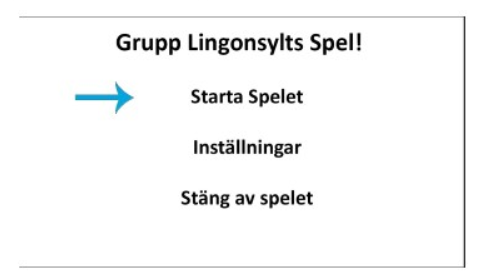 Grupp Lingonsylts Spel!
Starta Spelet
Inställningar
Stäng av spelet